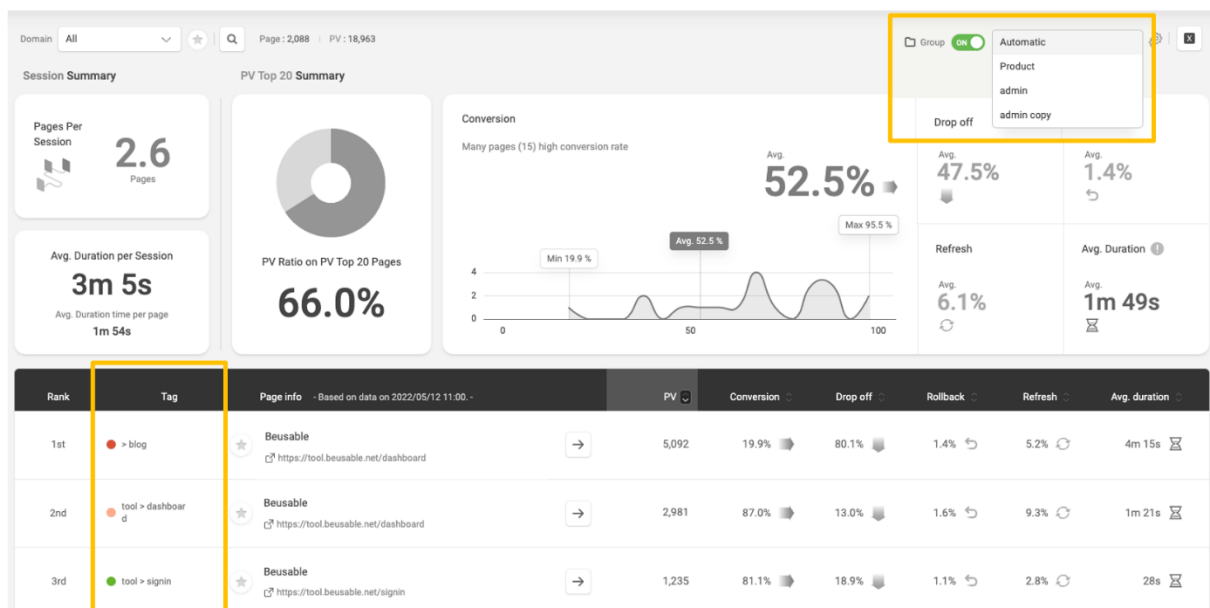 Domain All Page : 2,088 PV : 18,963 Group ON Automatic
Product
admin
admin copy
Session Summary PV Top 20 Summary
Pages Per
Session
2.6
Pages
Avg. Duration per Session
3m 5s
Avg. Duration time per page
1m 54s
PV Ratio on PV Top 20 Pages
66.0%
Conversion
Many pages (15) high conversion rate
Avg.
52.5%
Max 95.5 %
Avg. 52.5 %
Min 19.9 %
4
2
0
0 50 100
Drop off
Avg.
47.5%
Avg.
1.4%
Refresh
Avg.
6.1%
Avg. Duration
Avg.
1m 49s
Rank Tag Page info - Based on data on 2022/05/12 11:00. - PV Conversion Drop off Rollback Refresh Avg. duration
1st > blog Beusable 5,092 19.9% 80.1% 1.4% 5.2% 4m 15s
https://tool.beusable.net/dashboard
2nd tool > dashboar
d
Beusable 2,981 87.0% 13.0% 1.6% 9.3% 1m 21s
https://tool.beusable.net/dashboard
3rd tool > signin Beusable 1,235 81.1% 18.9% 1.1% 2.8% 28s
https://tool.beusable.net/signin